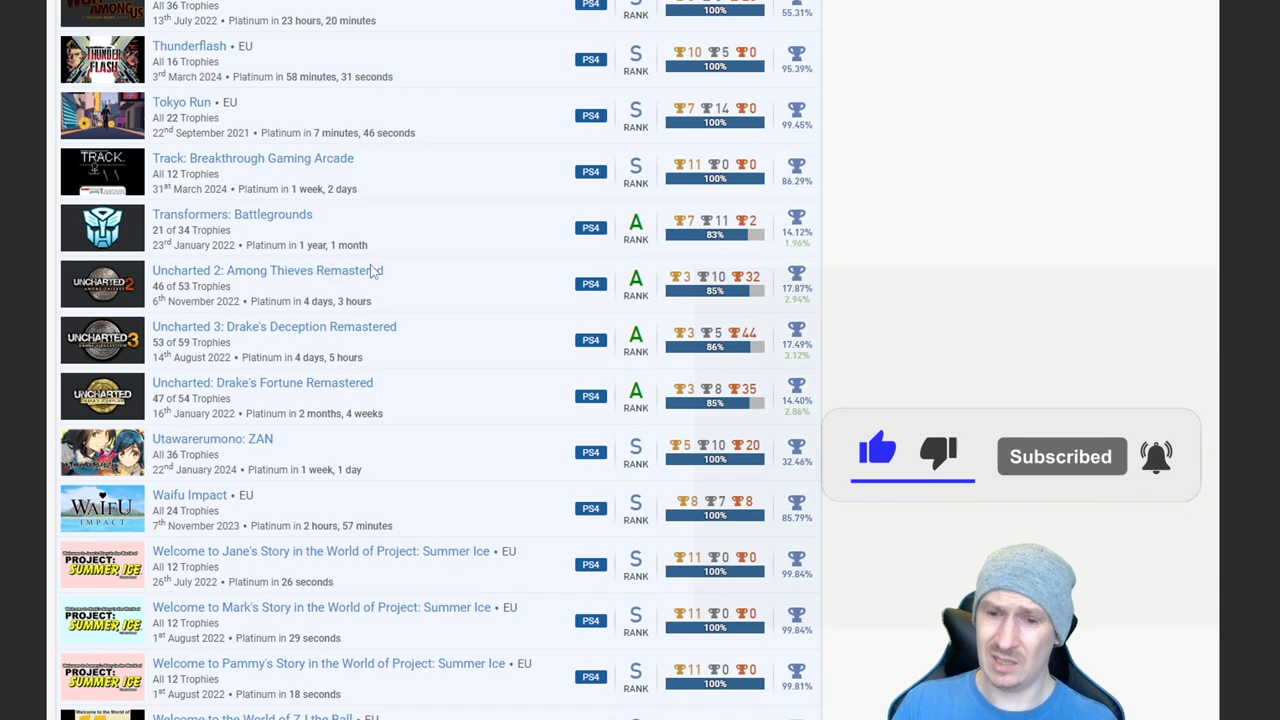 All 36 Trophies
13th July 2022 • Platinum in 23 hours, 20 minutes
PS4
RANK
100%
55.31%
THUNDER FLASH
Thunderflash • EU
All 16 Trophies
3rd March 2024 • Platinum in 58 minutes, 31 seconds
PS4
S
RANK
10 5 0
100%
95.39%
Tokyo Run • EU
All 22 Trophies
22nd September 2021 • Platinum in 7 minutes, 46 seconds
PS4
S
RANK
7 14 0
100%
99.45%
TRACK
Track: Breakthrough Gaming Arcade
All 12 Trophies
31st March 2024 • Platinum in 1 week, 2 days
PS4
S
RANK
11 0 0
100%
86.29%
Transformers: Battlegrounds
21 of 34 Trophies
23rd January 2022 • Platinum in 1 year, 1 month
PS4
A
RANK
7 11 2
83%
14.12%
1.96%
UNCHARTED 2
Uncharted 2: Among Thieves Remastered
46 of 53 Trophies
6th November 2022 • Platinum in 4 days, 3 hours
PS4
A
RANK
3 10 32
85%
17.87%
2.94%
UNCHARTED 3
Uncharted 3: Drake's Deception Remastered
53 of 59 Trophies
14th August 2022 • Platinum in 4 days, 5 hours
PS4
A
RANK
3 5 44
86%
17.49%
3.12%
UNCHARTED
Uncharted: Drake's Fortune Remastered
47 of 54 Trophies
16th January 2022 • Platinum in 2 months, 4 weeks
PS4
A
RANK
3 8 35
85%
14.40%
2.86%
Utawarerumono: ZAN
All 36 Trophies
22nd January 2024 • Platinum in 1 week, 1 day
PS4
S
RANK
5 10 20
100%
32.46%
Subscribed
WAIFU
IMPACT
Waifu Impact • EU
All 24 Trophies
7th November 2023 • Platinum in 2 hours, 57 minutes
PS4
S
RANK
8 7 8
100%
85.79%
PROJECT:
SUMMER ICE
Welcome to Jane's Story in the World of Project: Summer Ice • EU
All 12 Trophies
26th July 2022 • Platinum in 26 seconds
PS4
S
RANK
11 0 0
100%
99.84%
PROJECT:
SUMMER ICE
Welcome to Mark's Story in the World of Project: Summer Ice • EU
All 12 Trophies
1st August 2022 • Platinum in 29 seconds
PS4
S
RANK
11 0 0
100%
99.84%
PROJECT:
SUMMER ICE
Welcome to Pammy's Story in the World of Project: Summer Ice • EU
All 12 Trophies
1st August 2022 • Platinum in 18 seconds
PS4
S
RANK
11 0 0
100%
99.81%
Welcome to the World of ZJ the Ball • EU